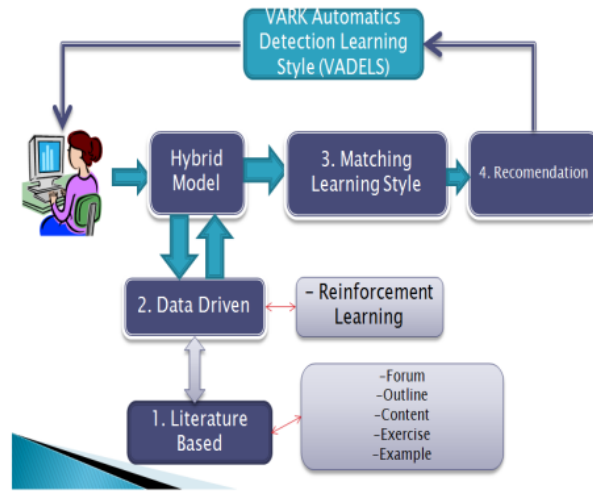 VARK Automatics
Detection Learning
Style (VADELS)
Hybrid
Model
3. Matching
Learning Style
4. Recomendation
2. Data Driven
- Reinforcement
Learning
1. Literature
Based
-Forum
-Outline
-Content
-Exercise
-Example